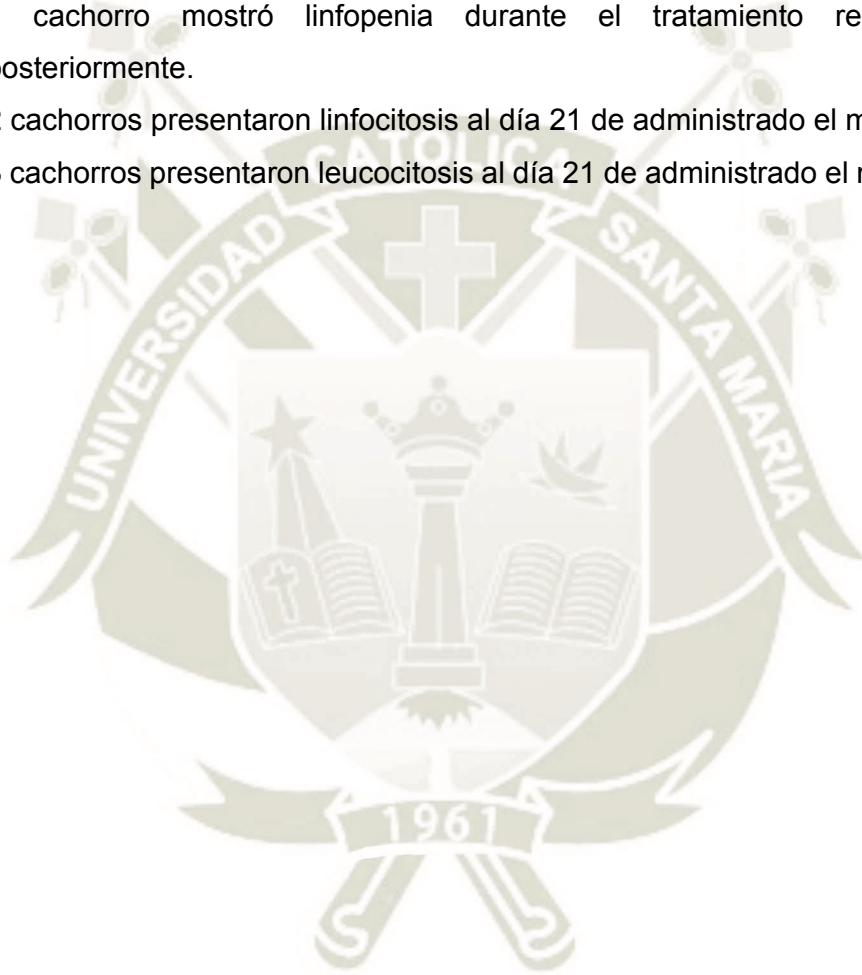 cachorro mostró linfopenia durante el tratamiento
posteriormente.
cachorros presentaron linfocitosis al día 21 de administrado el
cachorros presentaron leucocitosis al día 21 de administrado el
CATOLICA
UNIVERSIDAD
SANTA MARIA
1961